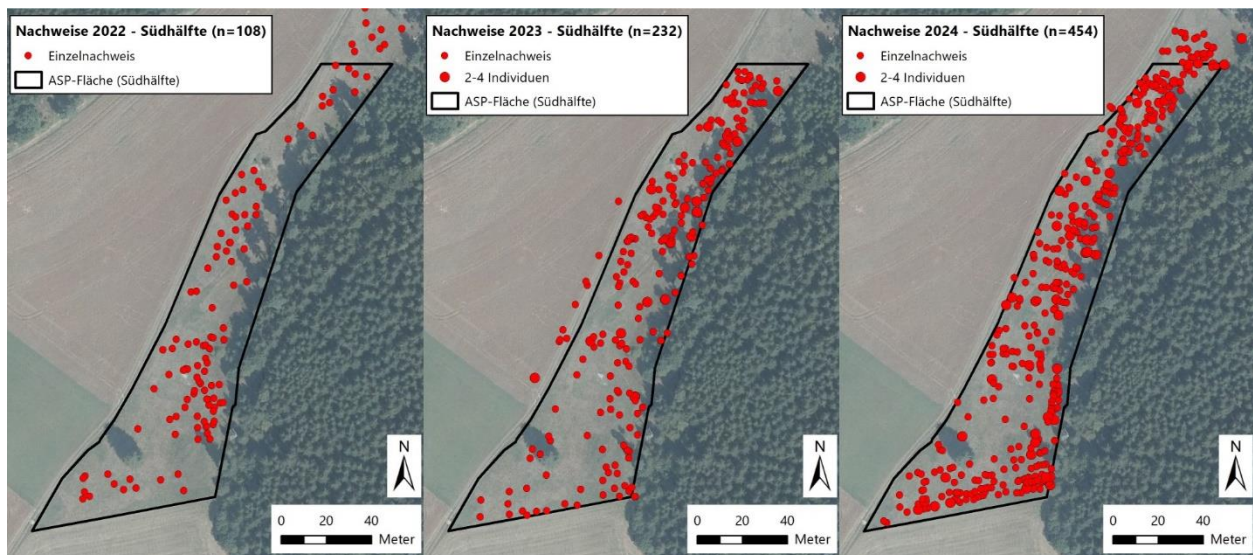 Nachweise 2022 - Südhälfte (n=108)
Einzelnachweis
ASP-Fläche (Südhälfte)
N
0 20 40
Meter
Nachweise 2023 - Südhälfte (n=232)
Einzelnachweis
2-4 Individuen
ASP-Fläche (Südhälfte)
N
0 20 40
Meter
Nachweise 2024 - Südhälfte (n=454)
Einzelnachweis
2-4 Individuen
ASP-Fläche (Südhälfte)
N
0 20 40
Meter